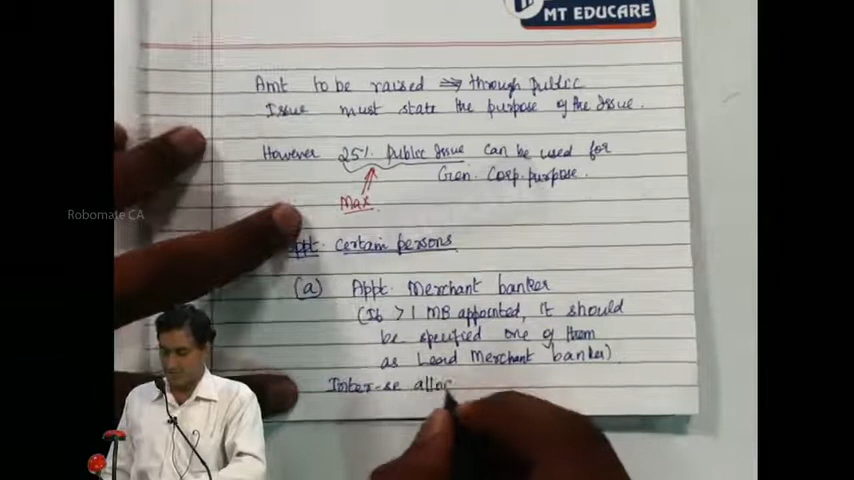 MT EDUCARE
Amt to be raised ⇒ through public
Issue must state the purpose of the Issue.
However 25% public Issue can be used for
Gen. Corp. purpose.
Max
Appt. Certain persons
(a) Appt. Merchant banker
(If > 1 MB appointed, it should
be specified one of them
as Lead Merchant banker)
Inter-se alloc
Robomate CA